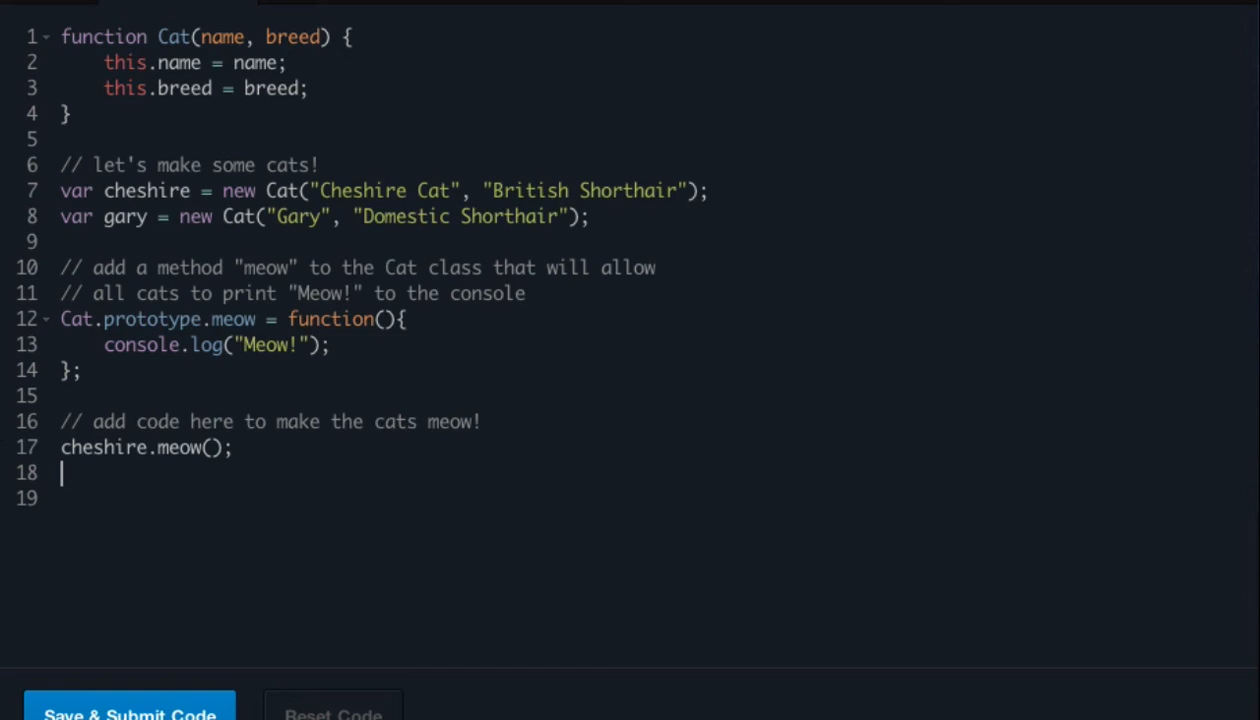 1 function Cat(name, breed) {
2     this.name = name;
3     this.breed = breed;
4 }
5
6 // let's make some cats!
7 var cheshire = new Cat("Cheshire Cat", "British Shorthair");
8 var gary = new Cat("Gary", "Domestic Shorthair");
9
10 // add a method "meow" to the Cat class that will allow
11 // all cats to print "Meow!" to the console
12 Cat.prototype.meow = function(){
13     console.log("Meow!");
14 };
15
16 // add code here to make the cats meow!
17 cheshire.meow();
18
19
Save & Submit Code
Reset Code